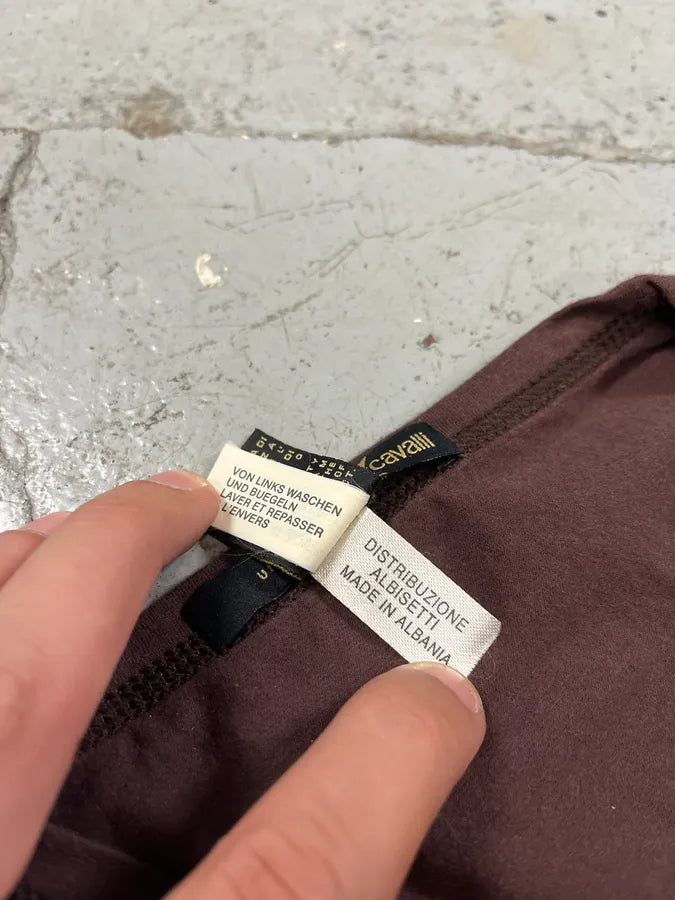 cavalli
VON LINKS WASCHEN
UND BUEGELN
LAVER ET REPASSER
L'ENVERS
DISTRIBUZIONE
ALBISETTI
MADE IN ALBANIA